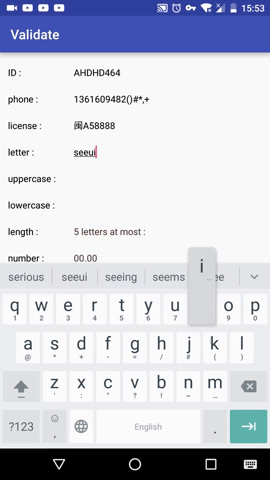 15:53
Validate
ID : AHDHD464
phone : 1361609482()#*,+
license : 闽A58888
letter : seeui
uppercase :
lowercase :
length : 5 letters at most :
number : 00.00
serious seeui seeing seems ee
i
q w e r t y u o p
1 2 3 4 5 6 7 9 0
a s d f g h j k l
@ * + - = / # ( )
z x c v b n m
' : " ? ! ~ …
?123 , English .